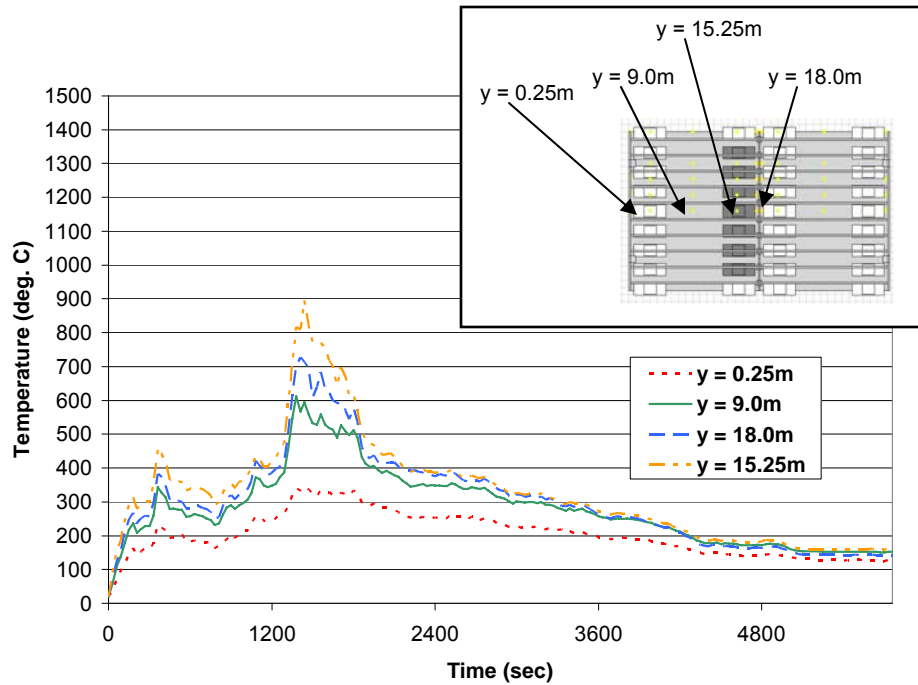 y = 15.25m
y = 9.0m
y = 18.0m
y = 0.25m
1500
1400
1300
1200
1100
1000
900
800
700
600
500
400
300
200
100
0
Temperature (deg. C)
y = 0.25m
y = 9.0m
y = 18.0m
y = 15.25m
0
1200
2400
3600
4800
Time (sec)